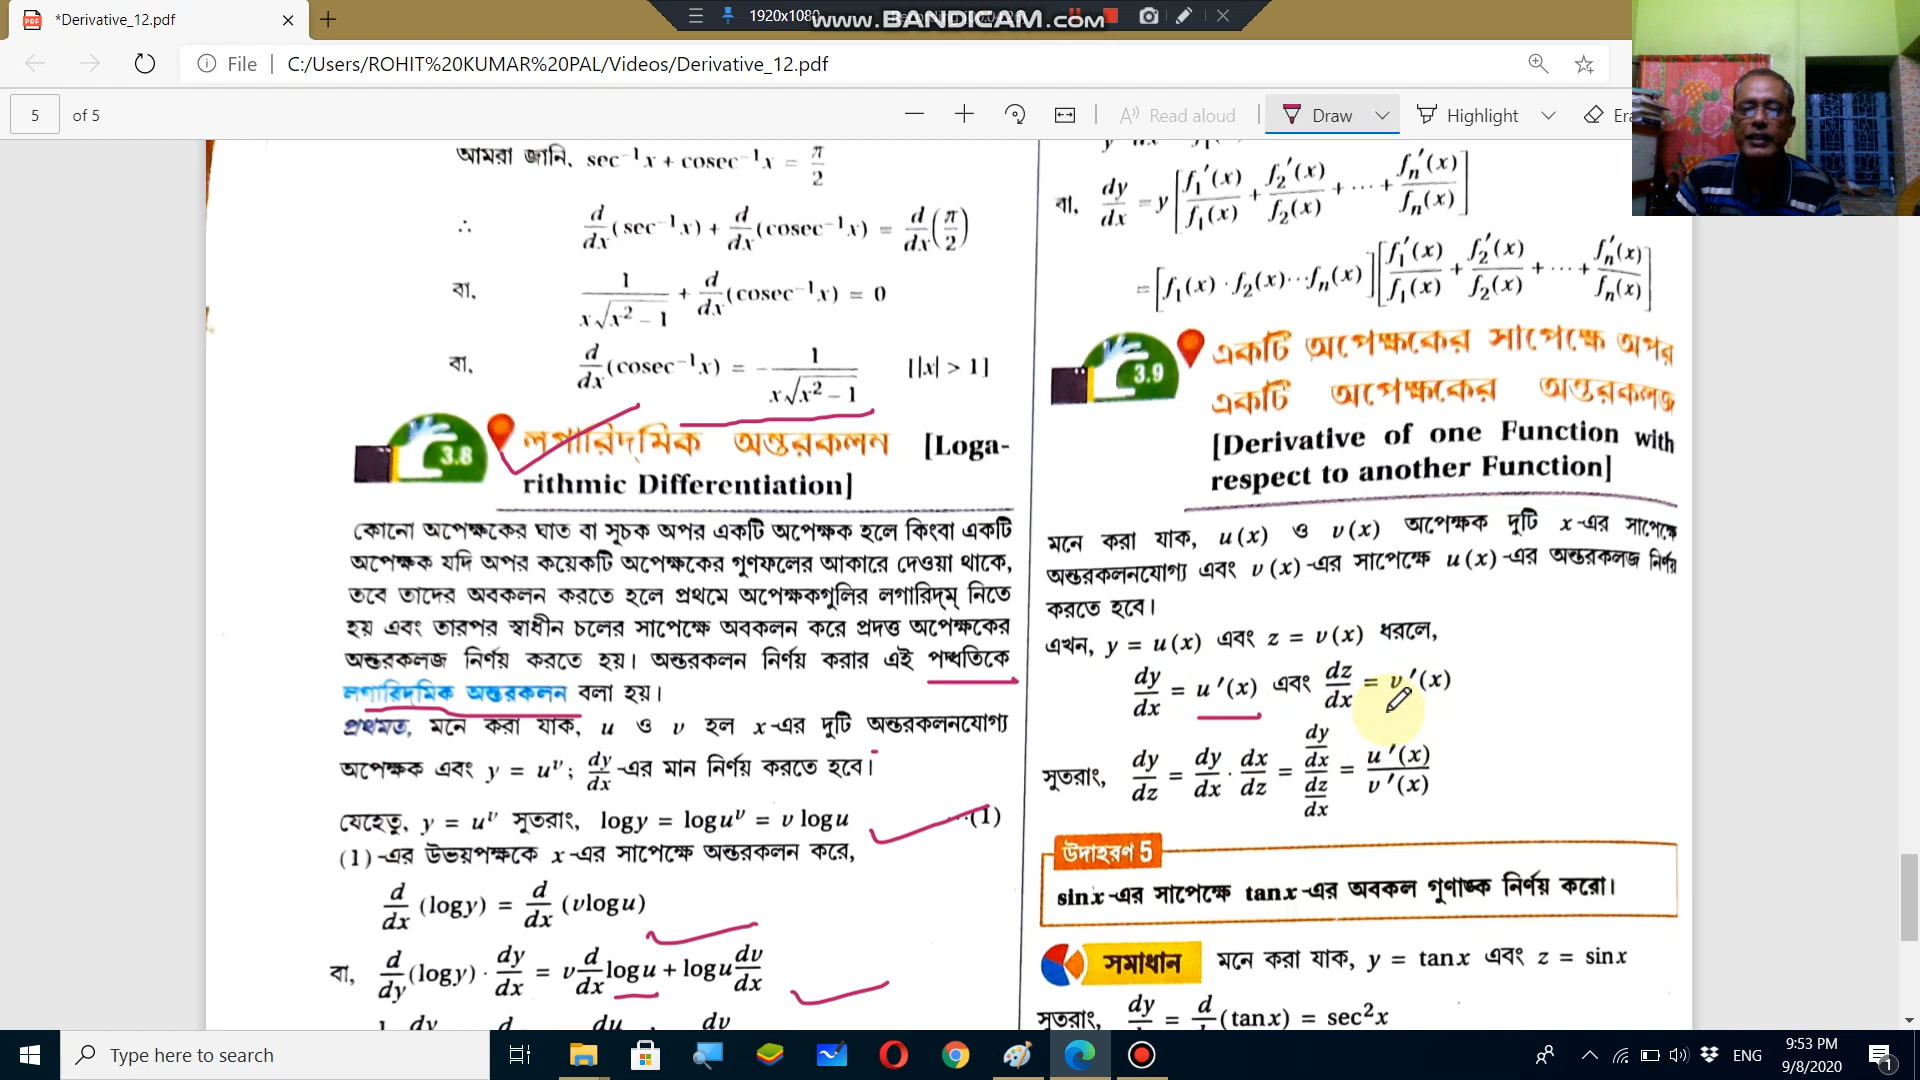 *Derivative_12.pdf
1920x1080
www.BANDICAM.com
File
C:/Users/ROHIT%20KUMAR%20PAL/Videos/Derivative_12.pdf
5 of 5
Read aloud
Draw
Highlight
আমরা জানি, sec⁻¹x + cosec⁻¹x = π/2
∴ d/dx(sec⁻¹x) + d/dx(cosec⁻¹x) = d/dx(π/2)
বা, 1/(x√(x² − 1)) + d/dx(cosec⁻¹x) = 0
বা, d/dx(cosec⁻¹x) = −1/(x√(x² − 1)) [|x| > 1]
3.8 লগারিদ্‌মিক অন্তরকলন [Loga-
rithmic Differentiation]
কোনো অপেক্ষকের ঘাত বা সূচক অপর একটি অপেক্ষক হলে কিংবা একটি
অপেক্ষক যদি অপর কয়েকটি অপেক্ষকের গুণফলের আকারে দেওয়া থাকে,
তবে তাদের অবকলন করতে হলে প্রথমে অপেক্ষকগুলির লগারিদ্‌ম্ নিতে
হয় এবং তারপর স্বাধীন চলের সাপেক্ষে অবকলন করে প্রদত্ত অপেক্ষকের
অন্তরকলজ নির্ণয় করতে হয়। অন্তরকলন নির্ণয় করার এই পদ্ধতিকে
লগারিদ্‌মিক অন্তরকলন বলা হয়।
প্রথমত, মনে করা যাক, u ও v হল x-এর দুটি অন্তরকলনযোগ্য
অপেক্ষক এবং y = uᵛ; dy/dx-এর মান নির্ণয় করতে হবে।
যেহেতু, y = uᵛ সুতরাং, logy = loguᵛ = v logu ...(1)
(1)-এর উভয়পক্ষকে x-এর সাপেক্ষে অন্তরকলন করে,
d/dx (logy) = d/dx (vlogu)
বা, d/dy(logy) · dy/dx = v d/dx logu + logu dv/dx
বা, dy/dx = y[f₁′(x)/f₁(x) + f₂′(x)/f₂(x) + ⋯ + fₙ′(x)/fₙ(x)]
= [f₁(x) · f₂(x)⋯fₙ(x)][f₁′(x)/f₁(x) + f₂′(x)/f₂(x) + ⋯ + fₙ′(x)/fₙ(x)]
3.9 একটি অপেক্ষকের সাপেক্ষে অপর
একটি অপেক্ষকের অন্তরকলজ
[Derivative of one Function with
respect to another Function]
মনে করা যাক, u(x) ও v(x) অপেক্ষক দুটি x-এর সাপেক্ষে
অন্তরকলনযোগ্য এবং v(x)-এর সাপেক্ষে u(x)-এর অন্তরকলজ নির্ণয়
করতে হবে।
এখন, y = u(x) এবং z = v(x) ধরলে,
dy/dx = u′(x) এবং dz/dx = v′(x)
সুতরাং, dy/dz = dy/dx · dx/dz = (dy/dx)/(dz/dx) = u′(x)/v′(x)
উদাহরণ 5
sinx-এর সাপেক্ষে tanx-এর অবকল গুণাঙ্ক নির্ণয় করো।
সমাধান মনে করা যাক, y = tanx এবং z = sinx
সুতরাং, dy/ = d/ (tanx) = sec²x
Type here to search
ENG
9:53 PM
9/8/2020
1